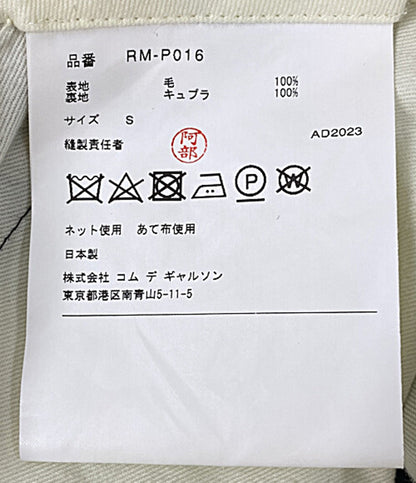 品番 RM-P016
表地 毛 100%
裏地 キュプラ 100%
サイズ S
縫製責任者 阿部 AD2023
P W
ネット使用 あて布使用
日本製
株式会社 コム デ ギャルソン
東京都港区南青山5-11-5